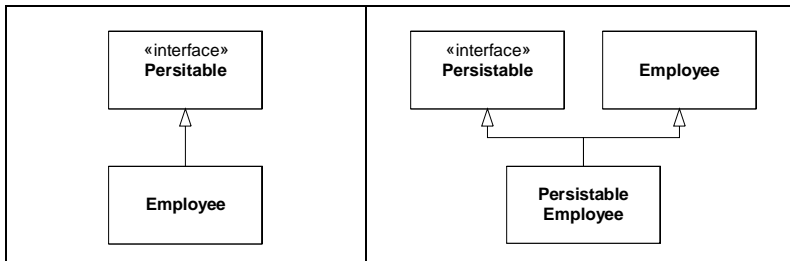 «interface»
Persitable
Employee
«interface»
Persistable
Employee
Persistable
Employee